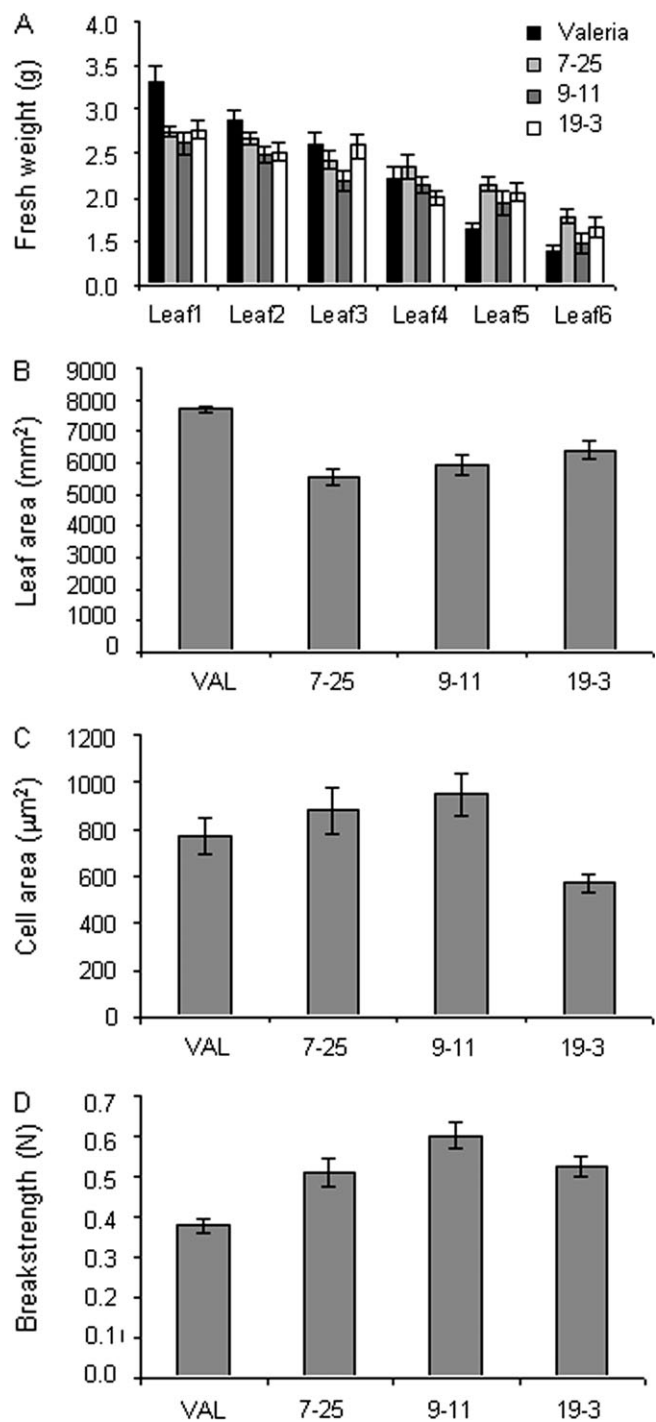 A
Fresh weight (g)
4.0
3.5
3.0
2.5
2.0
1.5
0.0
Valeria
7-25
9-11
19-3
Leaf1 Leaf2 Leaf3 Leaf4 Leaf5 Leaf6
B
Leaf area (mm²)
9000
8000
7000
6000
5000
4000
3000
2000
1000
0
VAL 7-25 9-11 19-3
C
Cell area (µm²)
1200
1000
800
600
400
200
0
VAL 7-25 9-11 19-3
D
Breakstrength (N)
0.7
0.6
0.5
0.4
0.3
0.2
0.1
0.0
VAL 7-25 9-11 19-3